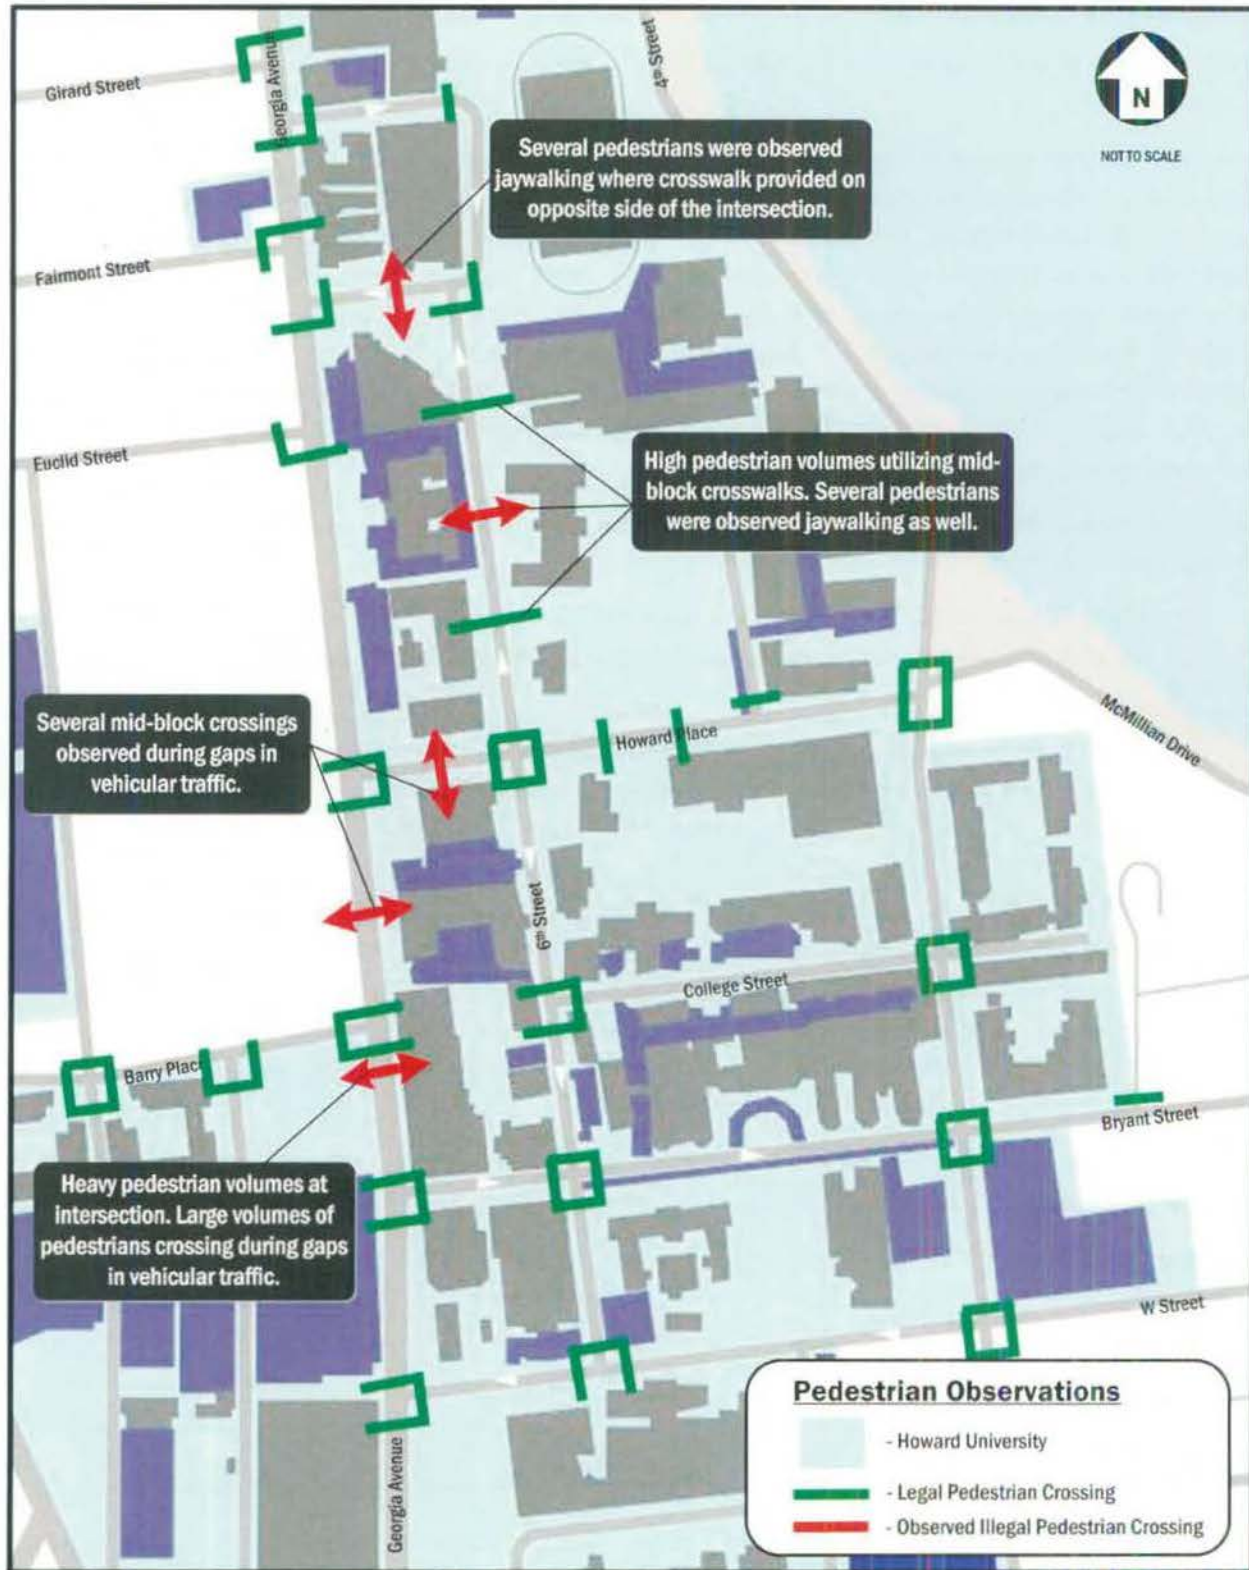 Girard Street
Georgia Avenue
4th Street
N
NOT TO SCALE
Several pedestrians were observed
jaywalking where crosswalk provided on
opposite side of the intersection.
Fairmont Street
Euclid Street
High pedestrian volumes utilizing mid-
block crosswalks. Several pedestrians
were observed jaywalking as well.
Several mid-block crossings
observed during gaps in
vehicular traffic.
Howard Place
McMillian Drive
6th Street
College Street
Barry Place
Bryant Street
Heavy pedestrian volumes at
intersection. Large volumes of
pedestrians crossing during gaps
in vehicular traffic.
W Street
Georgia Avenue
Pedestrian Observations
- Howard University
- Legal Pedestrian Crossing
- Observed Illegal Pedestrian Crossing